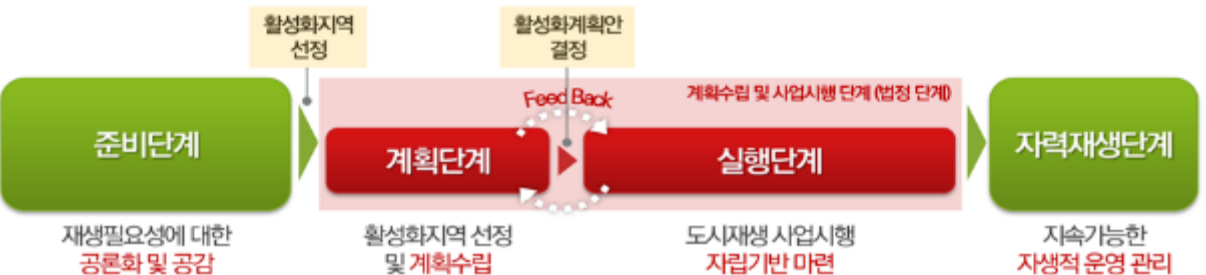 활성화지역
선정
활성화계획안
결정
계획수립 및 사업시행 단계 (법정 단계)
Feed Back
준비단계
계획단계
실행단계
자력재생단계
재생필요성에 대한
공론화 및 공감
활성화지역 선정
및 계획수립
도시재생 사업시행
자립기반 마련
지속가능한
자생적 운영 관리